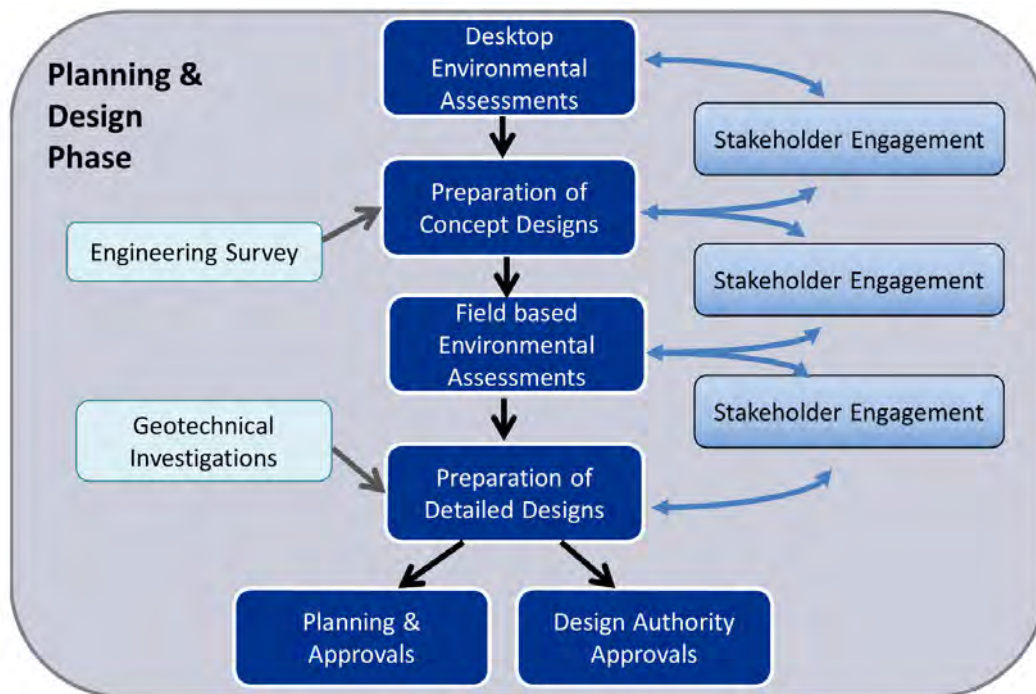 Planning &
Design
Phase
Desktop
Environmental
Assessments
Stakeholder Engagement
Preparation of
Concept Designs
Engineering Survey
Stakeholder Engagement
Field based
Environmental
Assessments
Stakeholder Engagement
Geotechnical
Investigations
Preparation of
Detailed Designs
Planning &
Approvals
Design Authority
Approvals